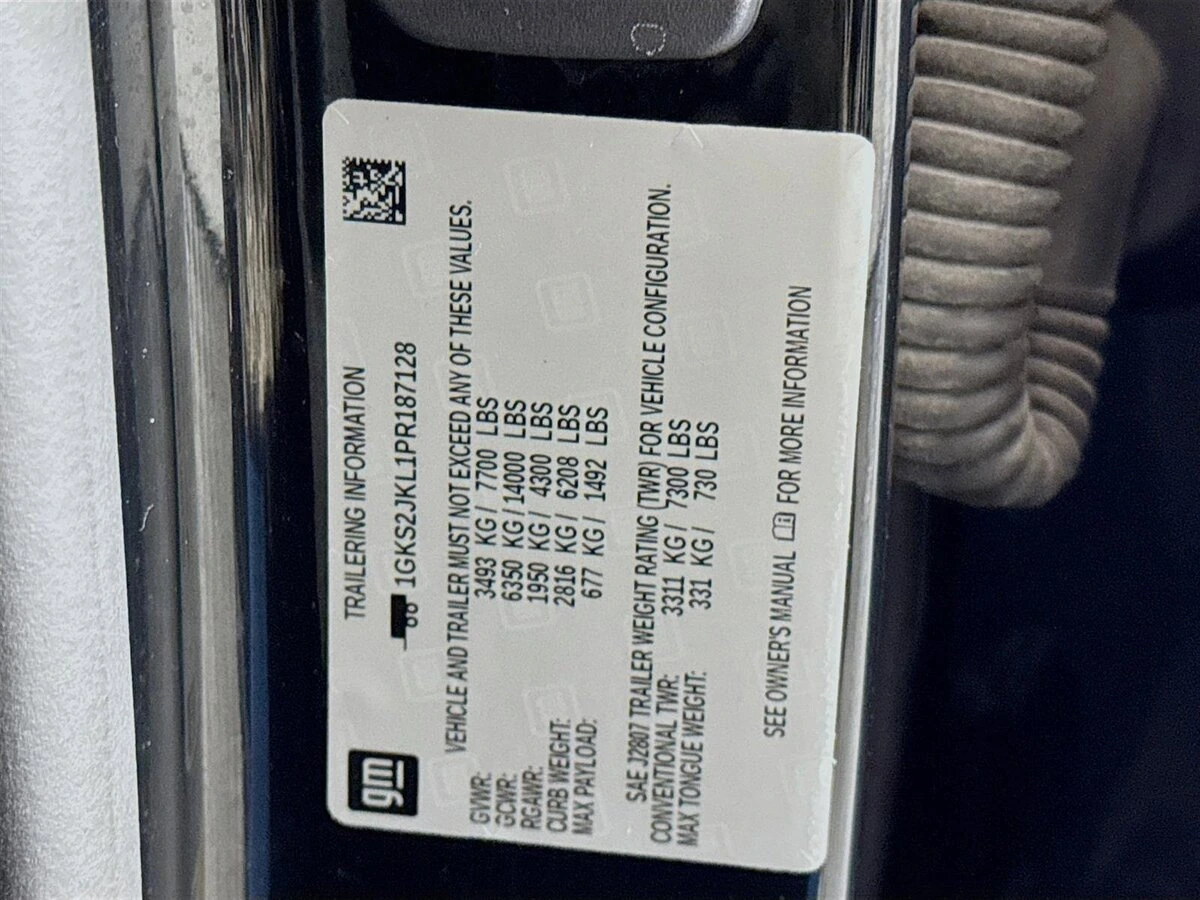 gm
TRAILERING INFORMATION
1GKS2JKL1PR187128
VEHICLE AND TRAILER MUST NOT EXCEED ANY OF THESE VALUES.
GVWR: 3493 KG / 7700 LBS
GCWR: 6350 KG / 14000 LBS
RGAWR: 1950 KG / 4300 LBS
CURB WEIGHT: 2816 KG / 6208 LBS
MAX PAYLOAD: 677 KG / 1492 LBS
SAE J2807 TRAILER WEIGHT RATING (TWR) FOR VEHICLE CONFIGURATION.
CONVENTIONAL TWR: 3311 KG / 7300 LBS
MAX TONGUE WEIGHT: 331 KG / 730 LBS
SEE OWNER'S MANUAL FOR MORE INFORMATION